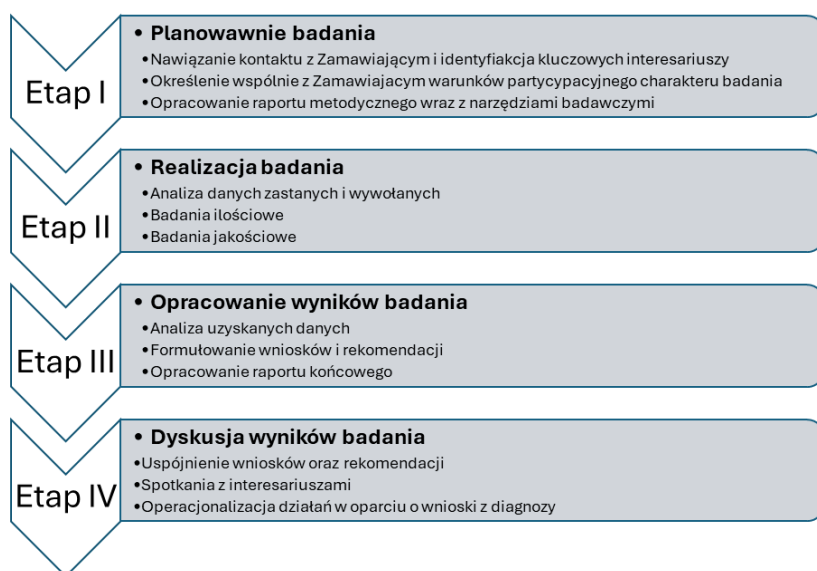 Etap I
• Planowawnie badania
•Nawiązanie kontaktu z Zamawiającym i identyfiakcja kluczowych interesariuszy
•Określenie wspólnie z Zamawiajacym warunków partycypacyjnego charakteru badania
•Opracowanie raportu metodycznego wraz z narzędziami badawczymi
Etap II
• Realizacja badania
•Analiza danych zastanych i wywołanych
•Badania ilościowe
•Badania jakościowe
Etap III
• Opracowanie wyników badania
•Analiza uzyskanych danych
•Formułowanie wniosków i rekomendacji
•Opracowanie raportu końcowego
Etap IV
• Dyskusja wyników badania
•Uspójnienie wniosków oraz rekomendacji
•Spotkania z interesariuszami
•Operacjonalizacja działań w oparciu o wnioski z diagnozy